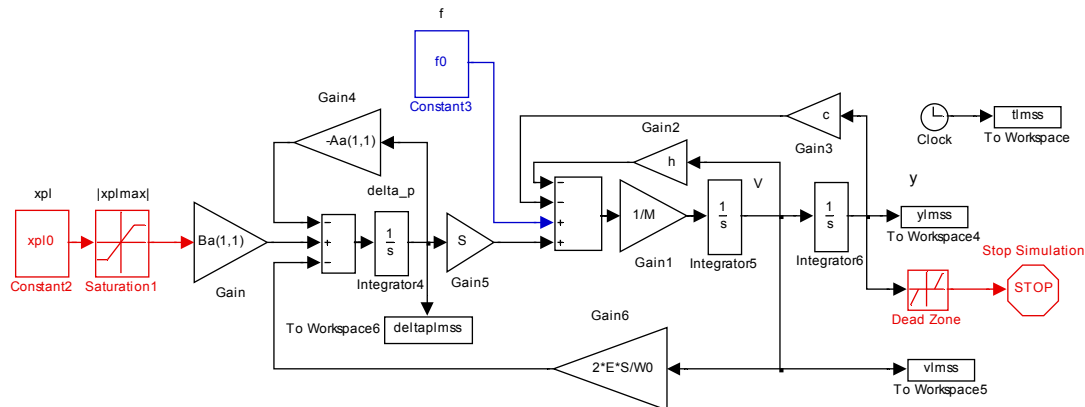 f
f0
Constant3
Gain4
-Aa(1,1)
c
Gain3
Gain2
h
Clock
tlmss
To Workspace
xpl
xpl0
Constant2
|xplmax|
Saturation1
Ba(1,1)
Gain
−
+
−
delta_p
1
s
Integrator4
S
Gain5
−
−
+
+
1/M
Gain1
V
1
s
Integrator5
1
s
Integrator6
y
ylmss
To Workspace4
Stop Simulation
STOP
Dead Zone
To Workspace6
deltaplmss
Gain6
2*E*S/W0
vlmss
To Workspace5